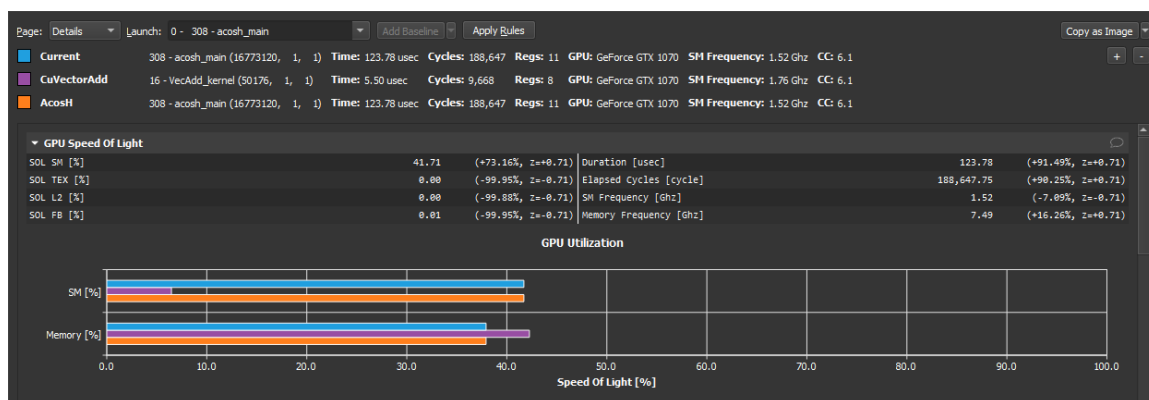 Page: Details Launch: 0 - 308 - acosh_main Add Baseline Apply Rules Copy as Image
Current 308 - acosh_main (16773120, 1, 1) Time: 123.78 usec Cycles: 188,647 Regs: 11 GPU: GeForce GTX 1070 SM Frequency: 1.52 Ghz CC: 6.1 + -
CuVectorAdd 16 - VecAdd_kernel (50176, 1, 1) Time: 5.50 usec Cycles: 9,668 Regs: 8 GPU: GeForce GTX 1070 SM Frequency: 1.76 Ghz CC: 6.1
AcosH 308 - acosh_main (16773120, 1, 1) Time: 123.78 usec Cycles: 188,647 Regs: 11 GPU: GeForce GTX 1070 SM Frequency: 1.52 Ghz CC: 6.1
GPU Speed Of Light
SOL SM [%] 41.71 (+73.16%, z=+0.71) Duration [usec] 123.78 (+91.49%, z=+0.71)
SOL TEX [%] 0.00 (-99.95%, z=-0.71) Elapsed Cycles [cycle] 188,647.75 (+90.25%, z=+0.71)
SOL L2 [%] 0.00 (-99.88%, z=-0.71) SM Frequency [Ghz] 1.52 (-7.09%, z=-0.71)
SOL FB [%] 0.01 (-99.95%, z=-0.71) Memory Frequency [Ghz] 7.49 (+16.26%, z=+0.71)
GPU Utilization
SM [%]
Memory [%]
0.0 10.0 20.0 30.0 40.0 50.0 60.0 70.0 80.0 90.0 100.0
Speed Of Light [%]